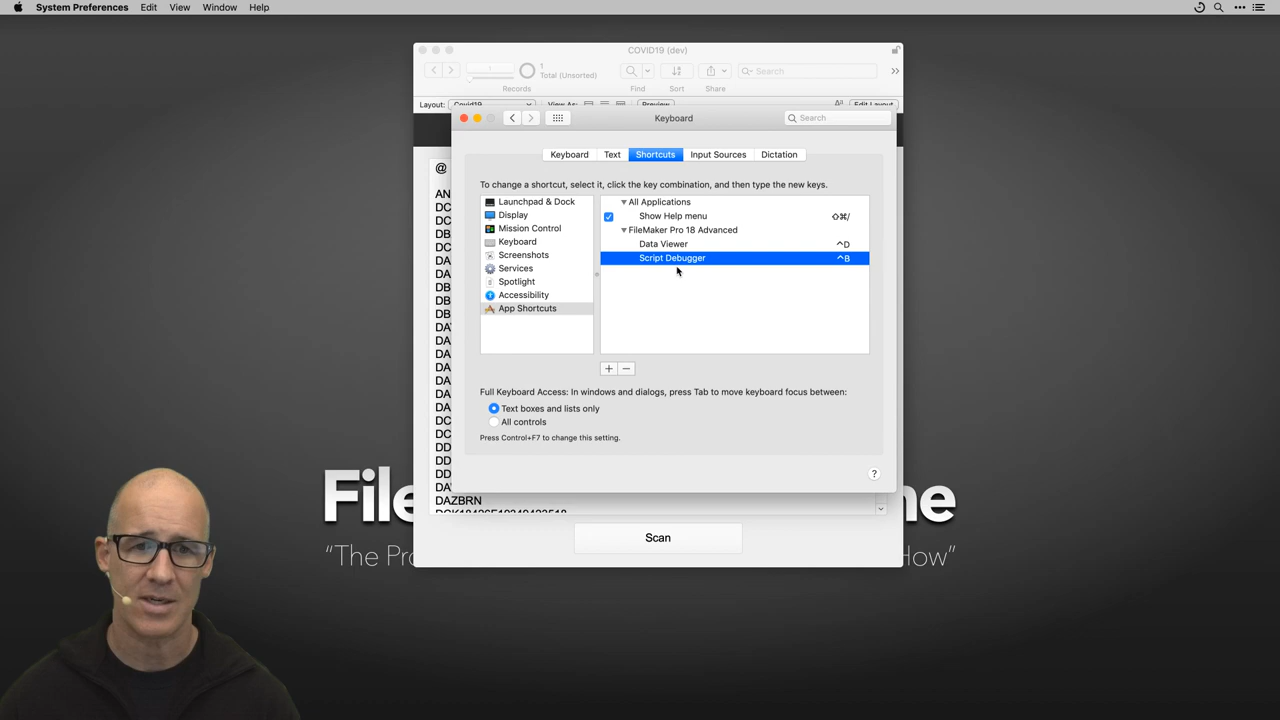 System Preferences Edit View Window Help
COVID19 (dev)
1
Total (Unsorted)
Search
Records Find Sort Share
Layout: Covid19 View As: Preview Edit Layout
Keyboard
Search
Keyboard Text Shortcuts Input Sources Dictation
To change a shortcut, select it, click the key combination, and then type the new keys.
Launchpad & Dock
Display
Mission Control
Keyboard
Screenshots
Services
Spotlight
Accessibility
App Shortcuts
All Applications
Show Help menu ⇧⌘/
FileMaker Pro 18 Advanced
Data Viewer ^D
Script Debugger ^B
+ −
Full Keyboard Access: In windows and dialogs, press Tab to move keyboard focus between:
Text boxes and lists only
All controls
Press Control+F7 to change this setting.
?
@
AN
DC
DC
DB
DC
DA
DA
DB
DB
DB
DA
DA
DA
DA
DA
DA
DC
DC
DD
DD
DD
DA
DAZBRN
File ne
Scan
“The Pro How”